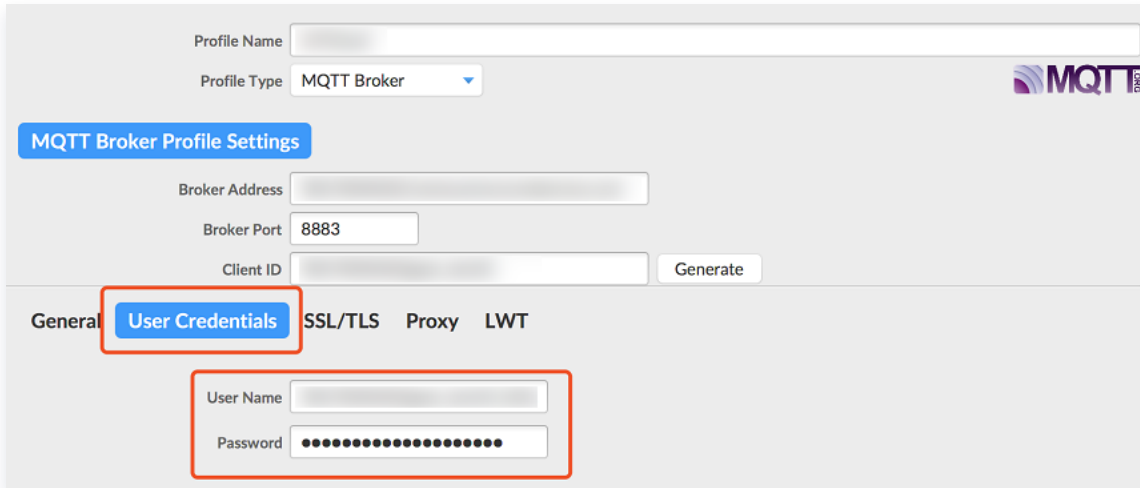 Profile Name
Profile Type MQTT Broker
MQTT.ORG
MQTT Broker Profile Settings
Broker Address
Broker Port 8883
Client ID Generate
General User Credentials SSL/TLS Proxy LWT
User Name
Password ●●●●●●●●●●●●●●●●●●●●